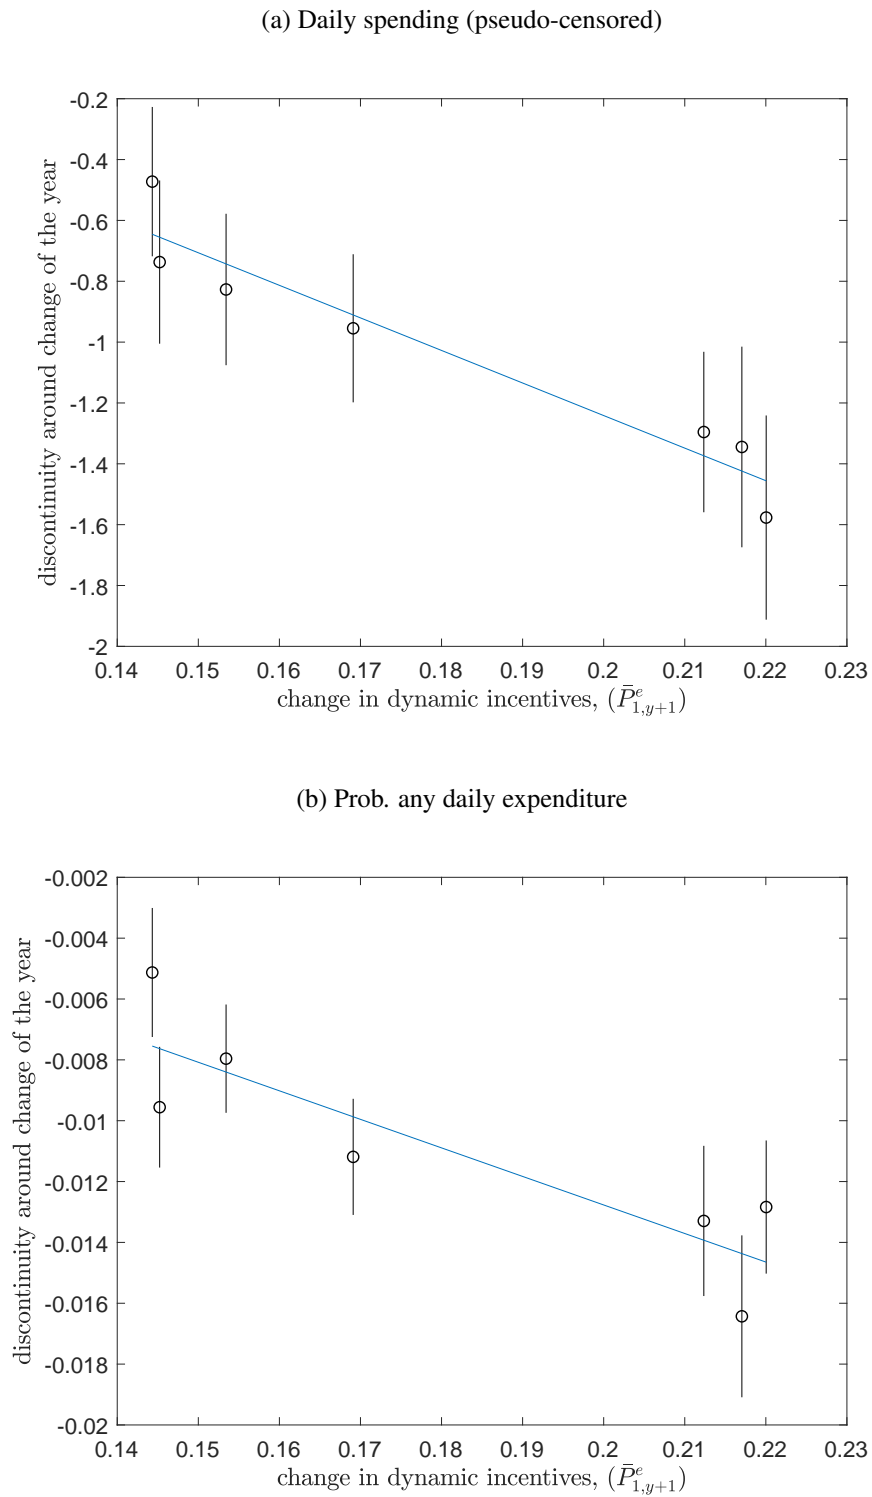 (a) Daily spending (pseudo-censored)
-0.2
-0.4
-0.6
-0.8
-1
-1.2
-1.4
-1.6
-1.8
-2
discontinuity around change of the year
0.14 0.15 0.16 0.17 0.18 0.19 0.2 0.21 0.22 0.23
change in dynamic incentives, (P̄ᵉ₁,ᵧ₊₁)
(b) Prob. any daily expenditure
-0.002
-0.004
-0.006
-0.008
-0.01
-0.012
-0.014
-0.016
-0.018
-0.02
discontinuity around change of the year
0.14 0.15 0.16 0.17 0.18 0.19 0.2 0.21 0.22 0.23
change in dynamic incentives, (P̄ᵉ₁,ᵧ₊₁)